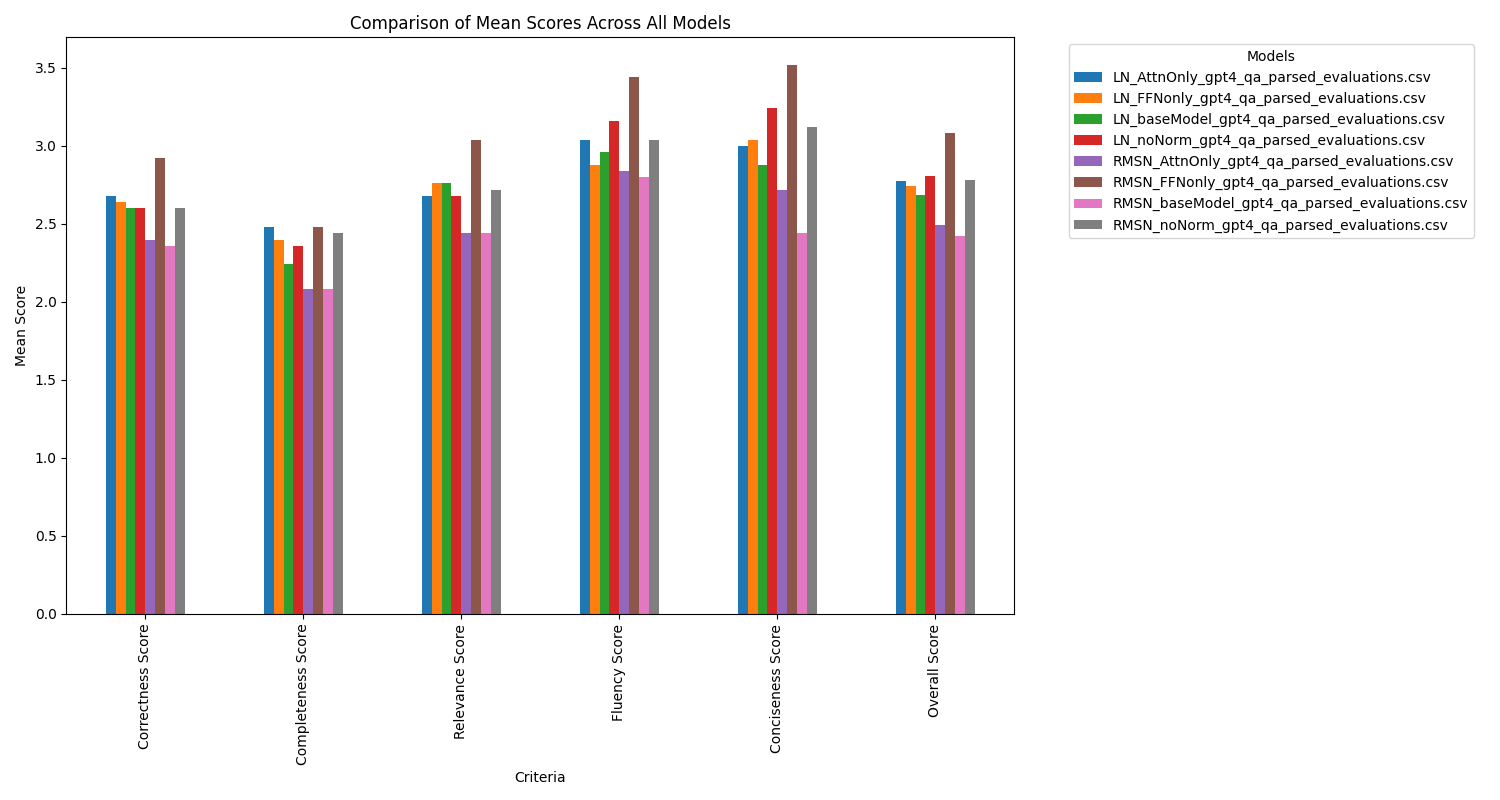 Comparison of Mean Scores Across All Models
Mean Score
3.5
3.0
2.5
2.0
1.5
1.0
0.5
0.0
Correctness Score
Completeness Score
Relevance Score
Fluency Score
Conciseness Score
Overall Score
Criteria
Models
LN_AttnOnly_gpt4_qa_parsed_evaluations.csv
LN_FFNonly_gpt4_qa_parsed_evaluations.csv
LN_baseModel_gpt4_qa_parsed_evaluations.csv
LN_noNorm_gpt4_qa_parsed_evaluations.csv
RMSN_AttnOnly_gpt4_qa_parsed_evaluations.csv
RMSN_FFNonly_gpt4_qa_parsed_evaluations.csv
RMSN_baseModel_gpt4_qa_parsed_evaluations.csv
RMSN_noNorm_gpt4_qa_parsed_evaluations.csv